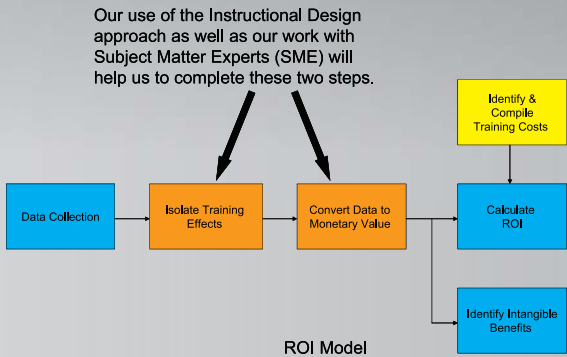 Our use of the Instructional Design
approach as well as our work with
Subject Matter Experts (SME) will
help us to complete these two steps.
Identify &
Compile
Training Costs
Data Collection
Isolate Training
Effects
Convert Data to
Monetary Value
Calculate
ROI
Identify Intangible
Benefits
ROI Model